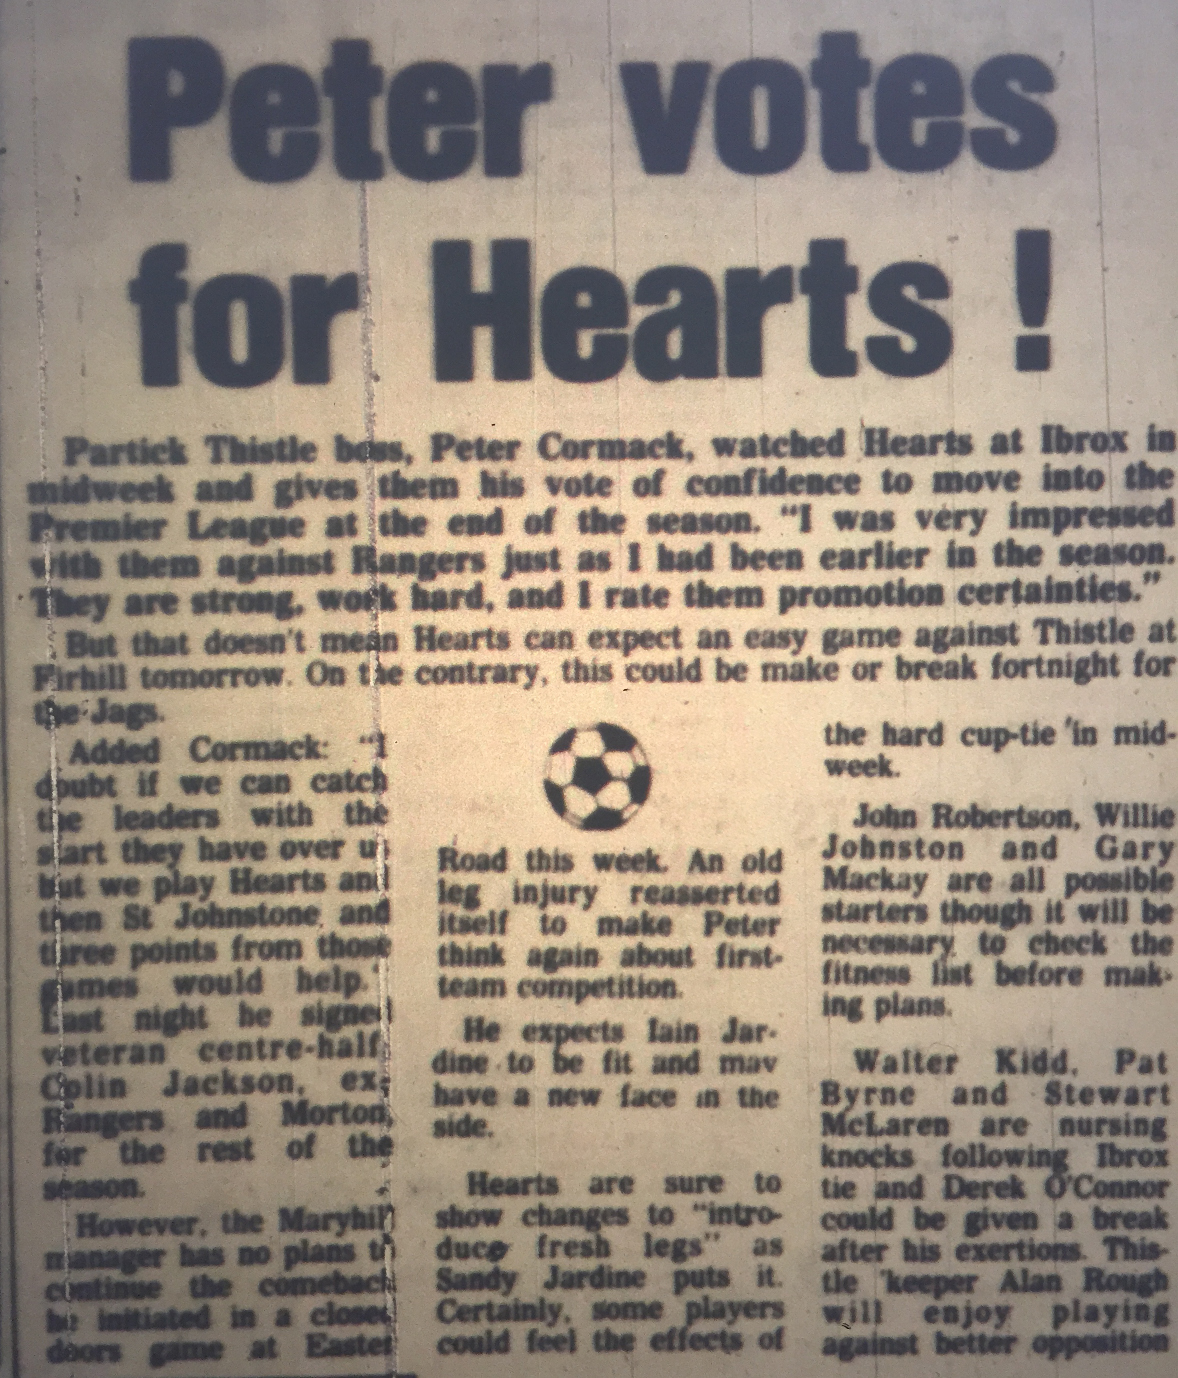 Peter votes
for Hearts !
Partick Thistle boss, Peter Cormack, watched Hearts at Ibrox in
midweek and gives them his vote of confidence to move into the
Premier League at the end of the season. "I was very impressed
with them against Rangers just as I had been earlier in the season.
They are strong, work hard, and I rate them promotion certainties."
But that doesn't mean Hearts can expect an easy game against Thistle at
Firhill tomorrow. On the contrary, this could be make or break fortnight for
the Jags.
Added Cormack: "I
doubt if we can catch
the leaders with the
start they have over us
but we play Hearts and
then St Johnstone and
three points from those
games would help."
Last night he signed
veteran centre-half,
Colin Jackson, ex-
Rangers and Morton,
for the rest of the
season.
However, the Maryhill
manager has no plans to
continue the comeback
he initiated in a closed
doors game at Easter
Road this week. An old
leg injury reasserted
itself to make Peter
think again about first-
team competition.
He expects Iain Jar-
dine to be fit and may
have a new face in the
side.
Hearts are sure to
show changes to "intro-
duce fresh legs" as
Sandy Jardine puts it.
Certainly, some players
could feel the effects of
the hard cup-tie in mid-
week.
John Robertson, Willie
Johnston and Gary
Mackay are all possible
starters though it will be
necessary to check the
fitness list before mak-
ing plans.
Walter Kidd, Pat
Byrne and Stewart
McLaren are nursing
knocks following Ibrox
tie and Derek O'Connor
could be given a break
after his exertions. This-
tle 'keeper Alan Rough
will enjoy playing
against better opposition